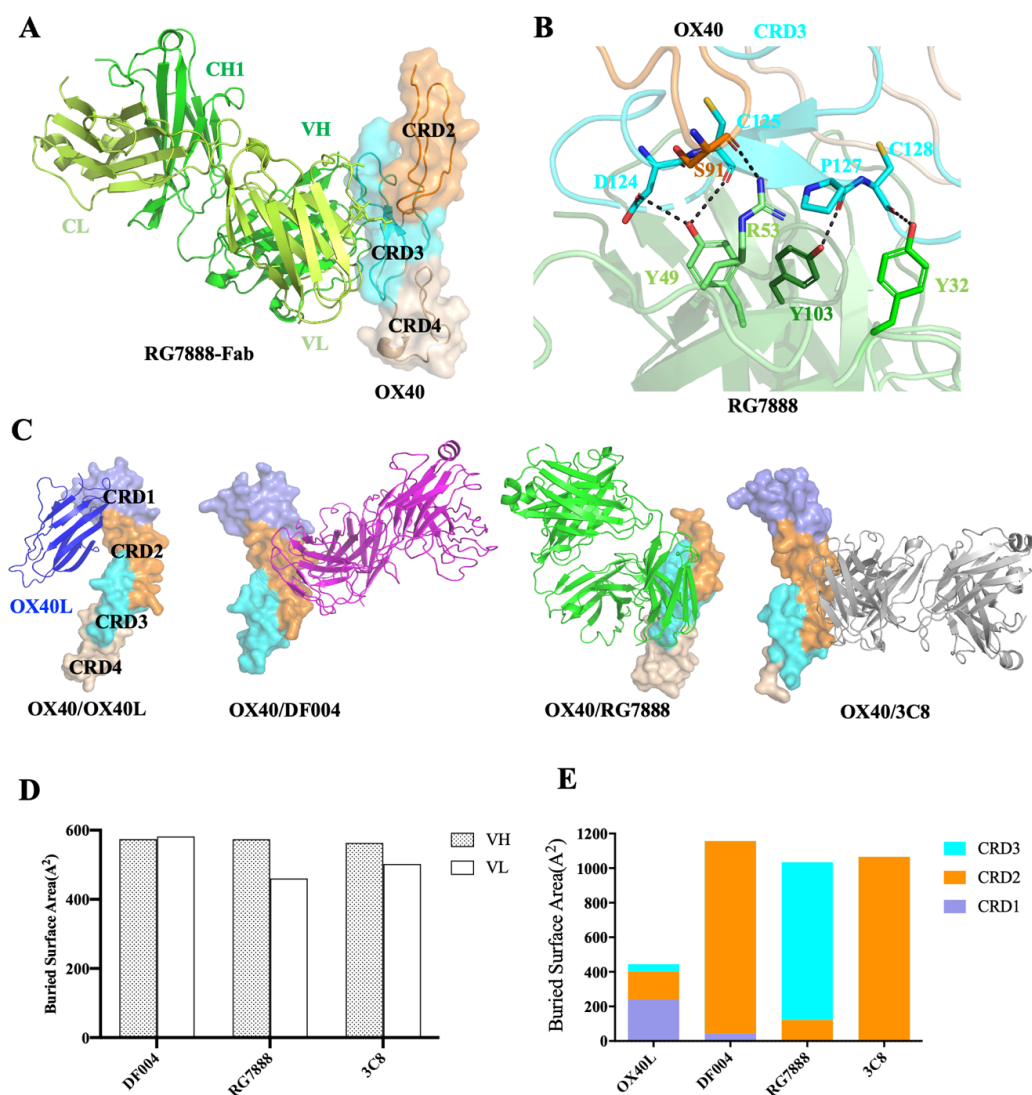 A
CH1
VH
CRD2
CL
CRD3
VL
CRD4
RG7888-Fab
OX40
B
OX40
CRD3
C125
S91
P127
C128
D124
R53
Y49
Y103
Y32
RG7888
C
CRD1
CRD2
OX40L
CRD3
CRD4
OX40/OX40L
OX40/DF004
OX40/RG7888
OX40/3C8
D
Buried Surface Area(A²)
600
400
200
0
VH
VL
DF004
RG7888
3C8
E
Buried Surface Area(A²)
1200
1000
800
600
400
200
0
CRD3
CRD2
CRD1
OX40L
DF004
RG7888
3C8